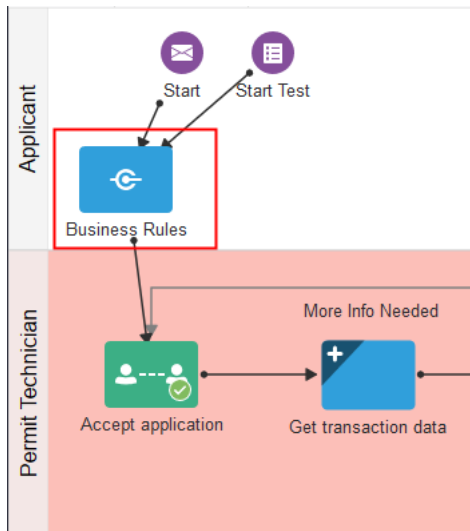 Applicant
Start
Start Test
Business Rules
Permit Technician
More Info Needed
Accept application
Get transaction data